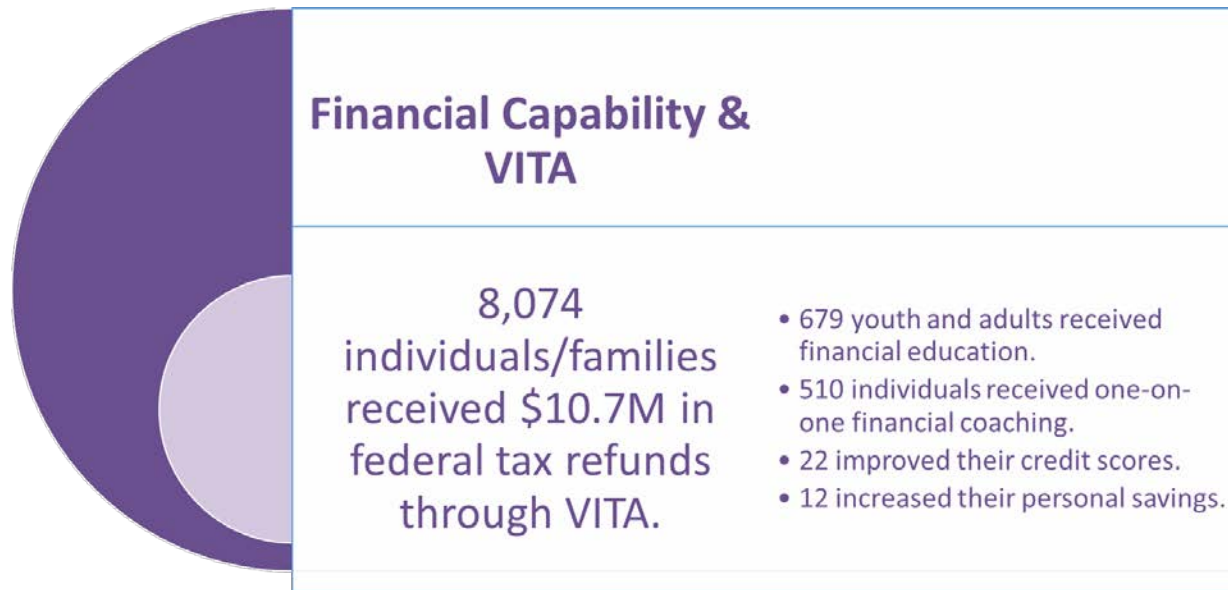 Financial Capability &
VITA
8,074
individuals/families
received $10.7M in
federal tax refunds
through VITA.
• 679 youth and adults received
financial education.
• 510 individuals received one-on-
one financial coaching.
• 22 improved their credit scores.
• 12 increased their personal savings.